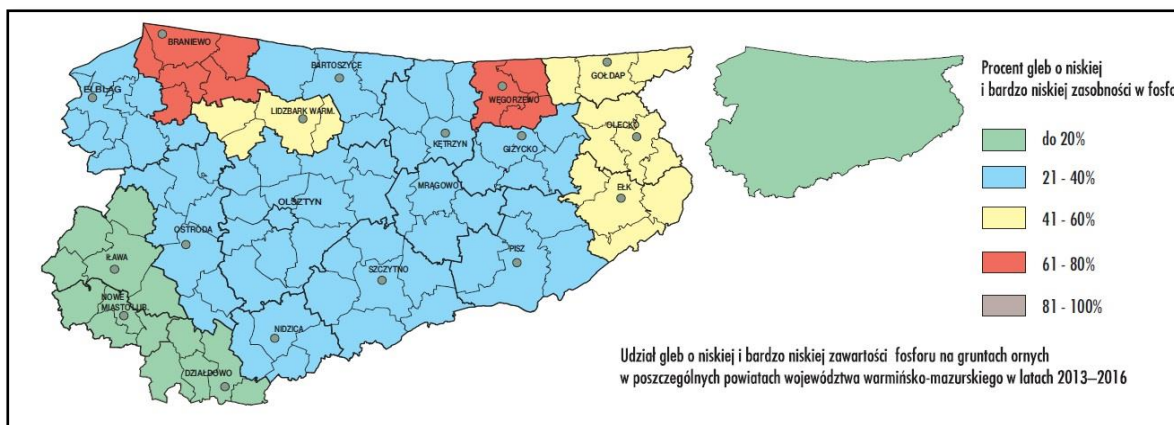 BRANIEWO
BARTOSZYCE
GOŁDAP
ELBLĄG
WĘGORZEWO
LIDZBARK WARM.
OLECKO
KĘTRZYN
GIŻYCKO
MRĄGOWO
EŁK
OLSZTYN
OSTRÓDA
PISZ
IŁAWA
SZCZYTNO
NOWE
MIASTO LUB.
NIDZICA
DZIAŁDOWO
Procent gleb o niskiej
i bardzo niskiej zasobności w fosfo
do 20%
21 - 40%
41 - 60%
61 - 80%
81 - 100%
Udział gleb o niskiej i bardzo niskiej zawartości fosforu na gruntach ornych
w poszczególnych powiatach województwa warmińsko-mazurskiego w latach 2013–2016